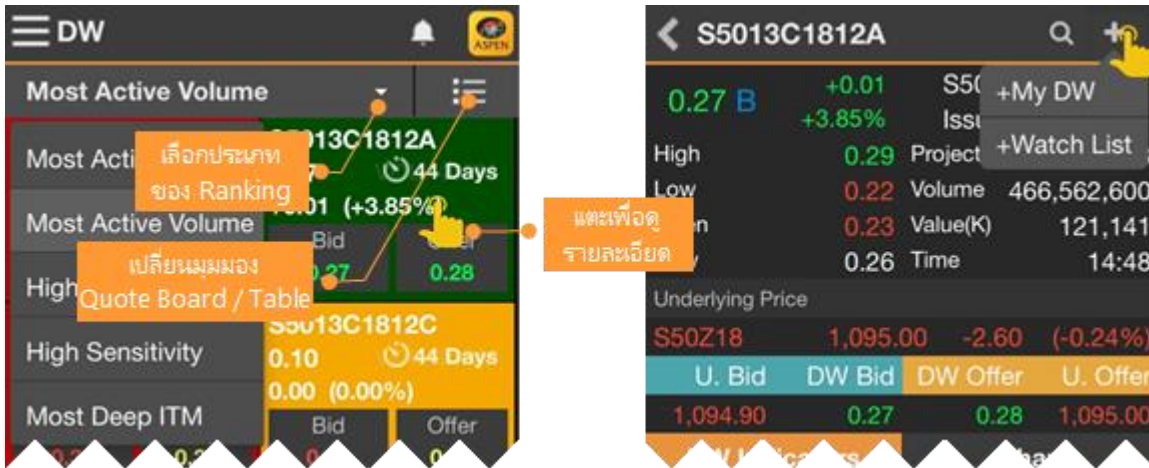 DW
ASPEN
Most Active Volume
Most Acti
เลือกประเภท
ของ Ranking
Most Active Volume
เปลี่ยนมุมมอง
Quote Board / Table
High
High Sensitivity
Most Deep ITM
13C1812A
44 Days
(+3.85%)
Bid
0.28
S5013C1812C
0.10 44 Days
0.00 (0.00%)
Bid Offer
แตะเพื่อดู
รายละเอียด
S5013C1812A
+My DW
+Watch List
0.27 B +0.01
+3.85%
High 0.29 Project
Low 0.22 Volume 466,562,600
0.23 Value(K) 121,141
0.26 Time 14:48
Underlying Price
S50Z18 1,095.00 -2.60 (-0.24%)
U. Bid DW Bid DW Offer U. Offer
1,094.90 0.27 0.28 1,095.00